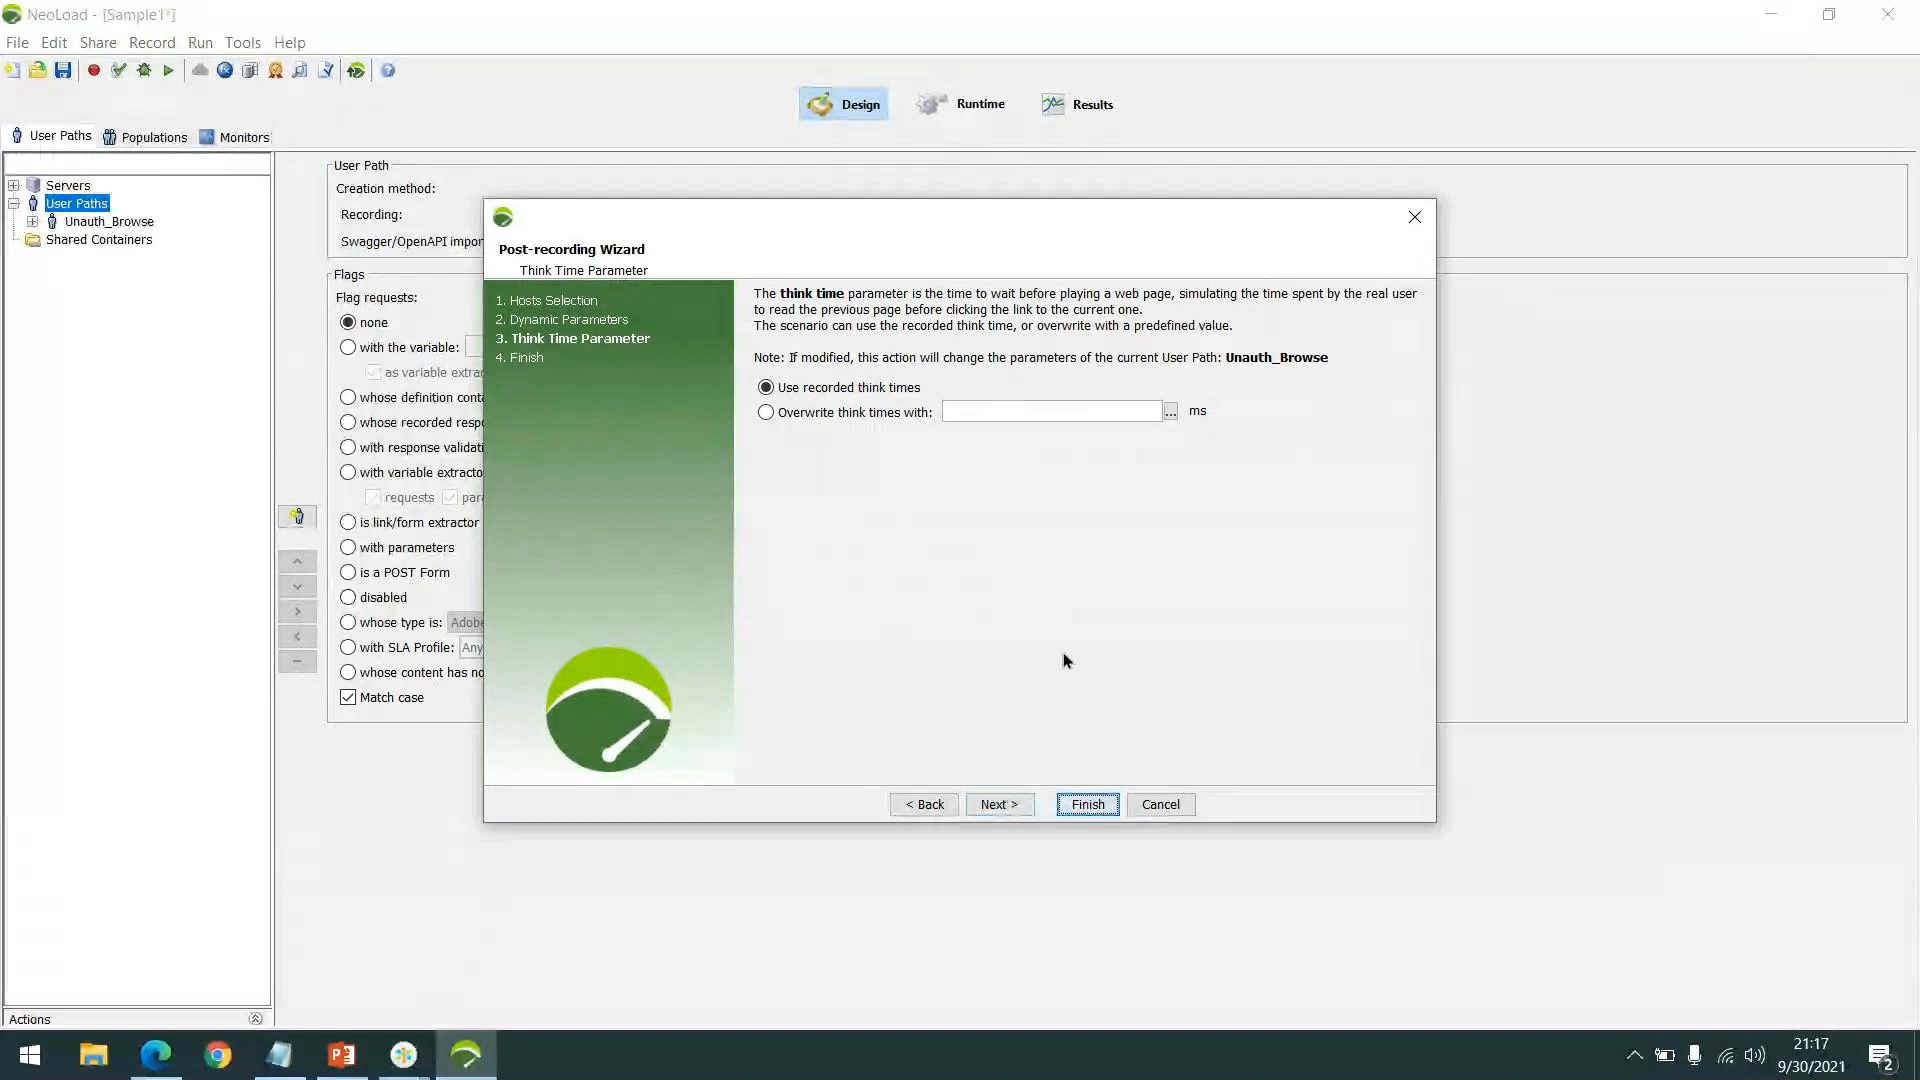 NeoLoad - [Sample1*]
File Edit Share Record Run Tools Help
Design Runtime Results
User Paths Populations Monitors
Servers
User Paths
Unauth_Browse
Shared Containers
User Path
Creation method:
Recording:
Swagger/OpenAPI impor
Flags
Flag requests:
none
with the variable:
as variable extrac
whose definition conta
whose recorded respo
with response validati
with variable extracto
requests para
is link/form extractor
with parameters
is a POST Form
disabled
whose type is: Adobe
with SLA Profile: Any
whose content has no
Match case
Post-recording Wizard
Think Time Parameter
1. Hosts Selection
2. Dynamic Parameters
3. Think Time Parameter
4. Finish
The think time parameter is the time to wait before playing a web page, simulating the time spent by the real user
to read the previous page before clicking the link to the current one.
The scenario can use the recorded think time, or overwrite with a predefined value.
Note: If modified, this action will change the parameters of the current User Path: Unauth_Browse
Use recorded think times
Overwrite think times with: ... ms
< Back Next > Finish Cancel
Actions
21:17
9/30/2021
2